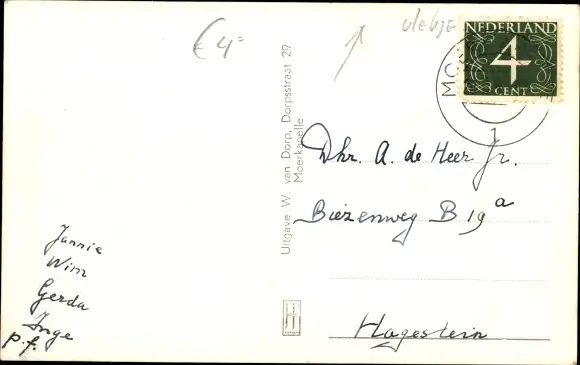 €4=
vlekje
NEDERLAND
4
CENT
Uitgave W. van Dorp, Dorpsstraat 29
Moerkapelle
Dhr. A. de Heer Jr.
Biezenweg B 19a
Hagestein
Jannie
Wim
Gerda
Inge
p.f.